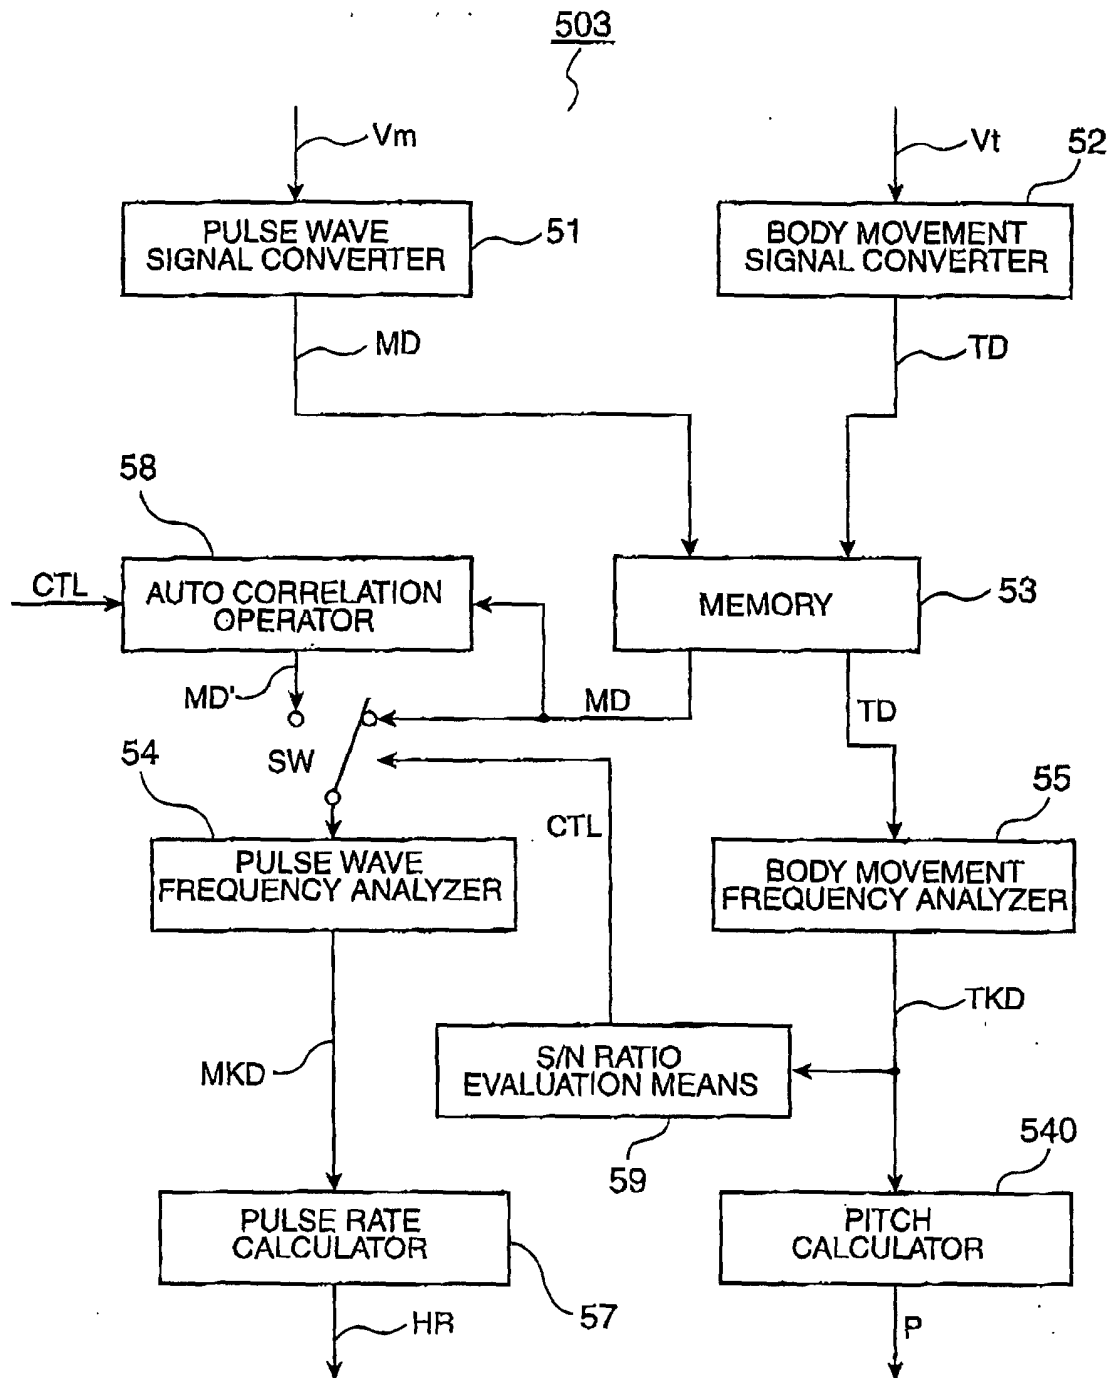 503
Vm
Vt
52
PULSE WAVE
SIGNAL CONVERTER
51
BODY MOVEMENT
SIGNAL CONVERTER
MD
TD
58
CTL
AUTO CORRELATION
OPERATOR
MEMORY
53
MD'
MD
TD
SW
54
CTL
55
PULSE WAVE
FREQUENCY ANALYZER
BODY MOVEMENT
FREQUENCY ANALYZER
TKD
MKD
S/N RATIO
EVALUATION MEANS
59
540
PULSE RATE
CALCULATOR
PITCH
CALCULATOR
57
HR
P